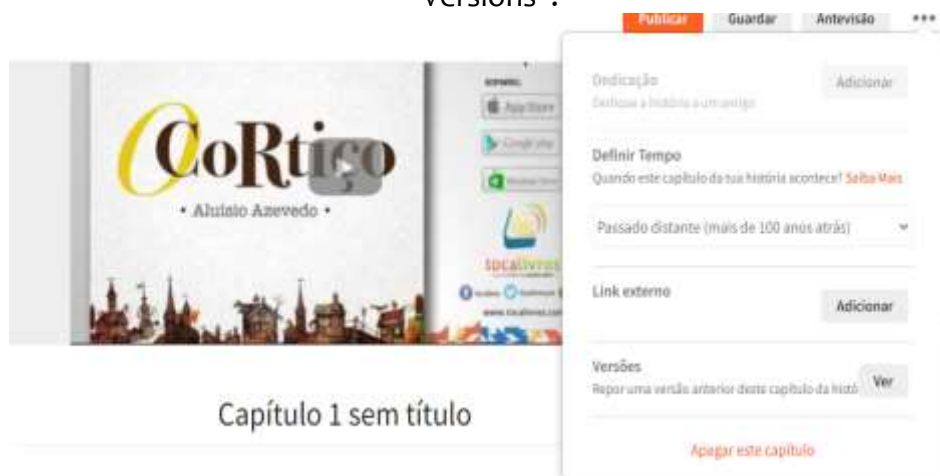 versions".
Publicar Guardar Antevisão
O CoRtiço
• Aluísio Azevedo •
App Store
Google play
tocalivros
Dedicação
Adicionar
Dedique a história a um amigo
Definir Tempo
Quando este capítulo da tua história acontece? Saiba Mais
Passado distante (mais de 100 anos atrás)
Link externo
Adicionar
Versões
Repor uma versão anterior deste capítulo da histó
Ver
Capítulo 1 sem título
Apagar este capítulo